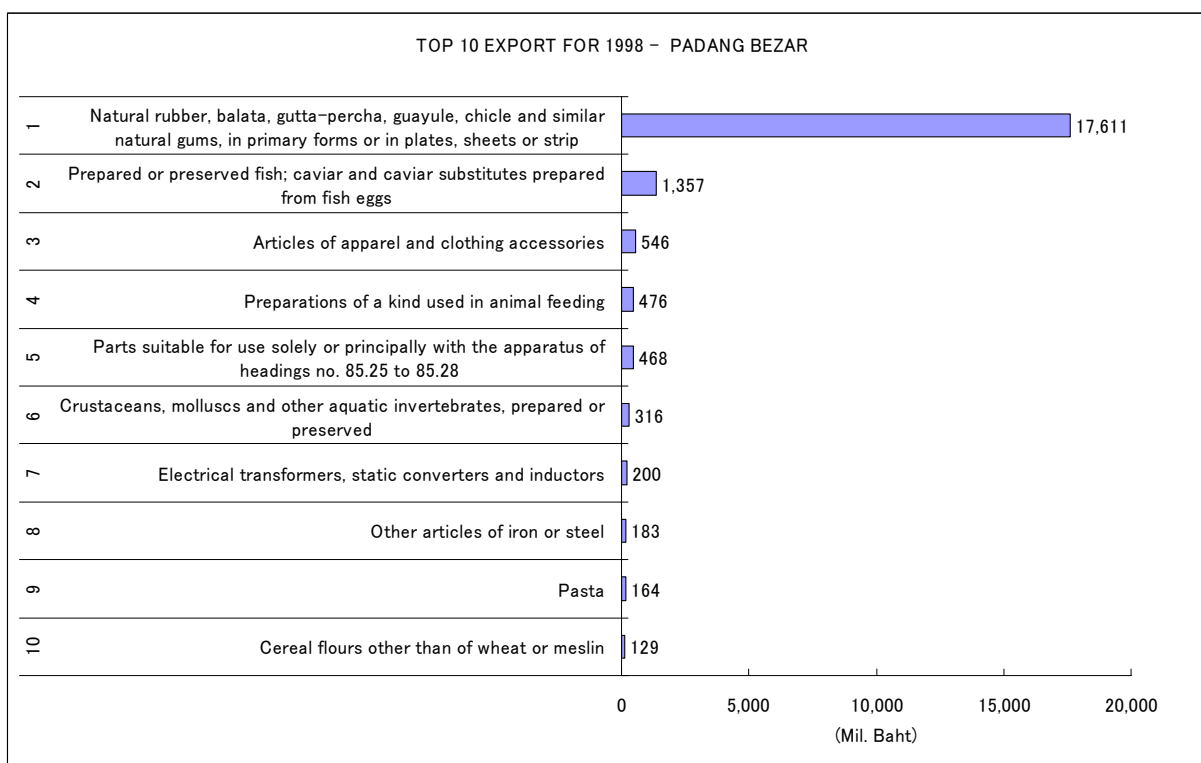 TOP 10 EXPORT FOR 1998 - PADANG BEZAR
1
Natural rubber, balata, gutta-percha, guayule, chicle and similar
natural gums, in primary forms or in plates, sheets or strip
17,611
2
Prepared or preserved fish; caviar and caviar substitutes prepared
from fish eggs
1,357
3
Articles of apparel and clothing accessories
546
4
Preparations of a kind used in animal feeding
476
5
Parts suitable for use solely or principally with the apparatus of
headings no. 85.25 to 85.28
468
6
Crustaceans, molluscs and other aquatic invertebrates, prepared or
preserved
316
7
Electrical transformers, static converters and inductors
200
8
Other articles of iron or steel
183
9
Pasta
164
10
Cereal flours other than of wheat or meslin
129
0 5,000 10,000 15,000 20,000
(Mil. Baht)